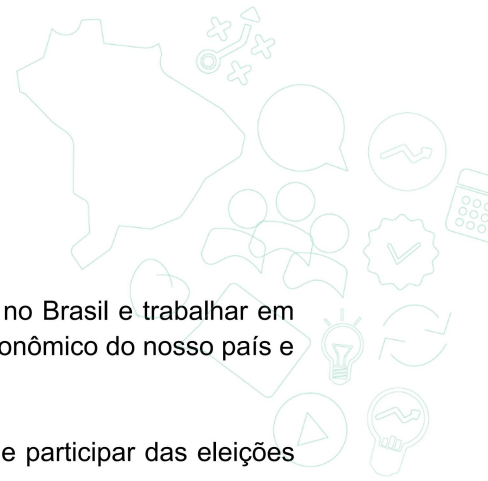 no Brasil e trabalhar em
onômico do nosso país e
e participar das eleições